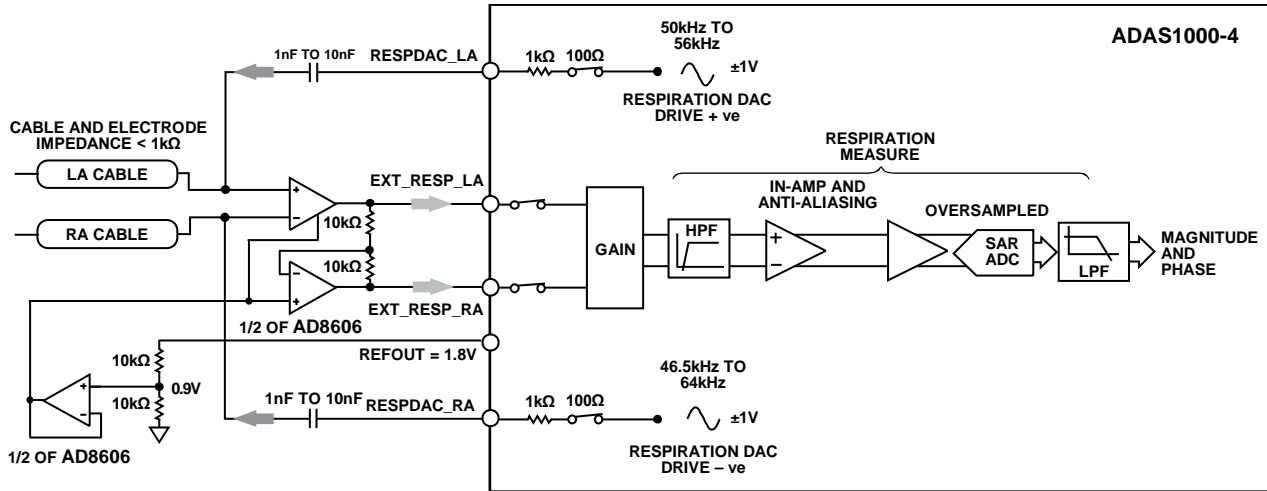 ADAS1000-4
50kHz TO
56kHz
±1V
RESPIRATION DAC
DRIVE + ve
1kΩ
100Ω
RESPDAC_LA
1nF TO 10nF
CABLE AND ELECTRODE
IMPEDANCE < 1kΩ
LA CABLE
RA CABLE
+
–
10kΩ
10kΩ
–
+
EXT_RESP_LA
EXT_RESP_RA
1/2 OF AD8606
REFOUT = 1.8V
10kΩ
0.9V
10kΩ
+
–
1/2 OF AD8606
1nF TO 10nF
RESPDAC_RA
1kΩ
100Ω
46.5kHz TO
64kHz
±1V
RESPIRATION DAC
DRIVE – ve
GAIN
RESPIRATION
MEASURE
HPF
IN-AMP AND
ANTI-ALIASING
+
–
OVERSAMPLED
SAR
ADC
LPF
MAGNITUDE
AND
PHASE